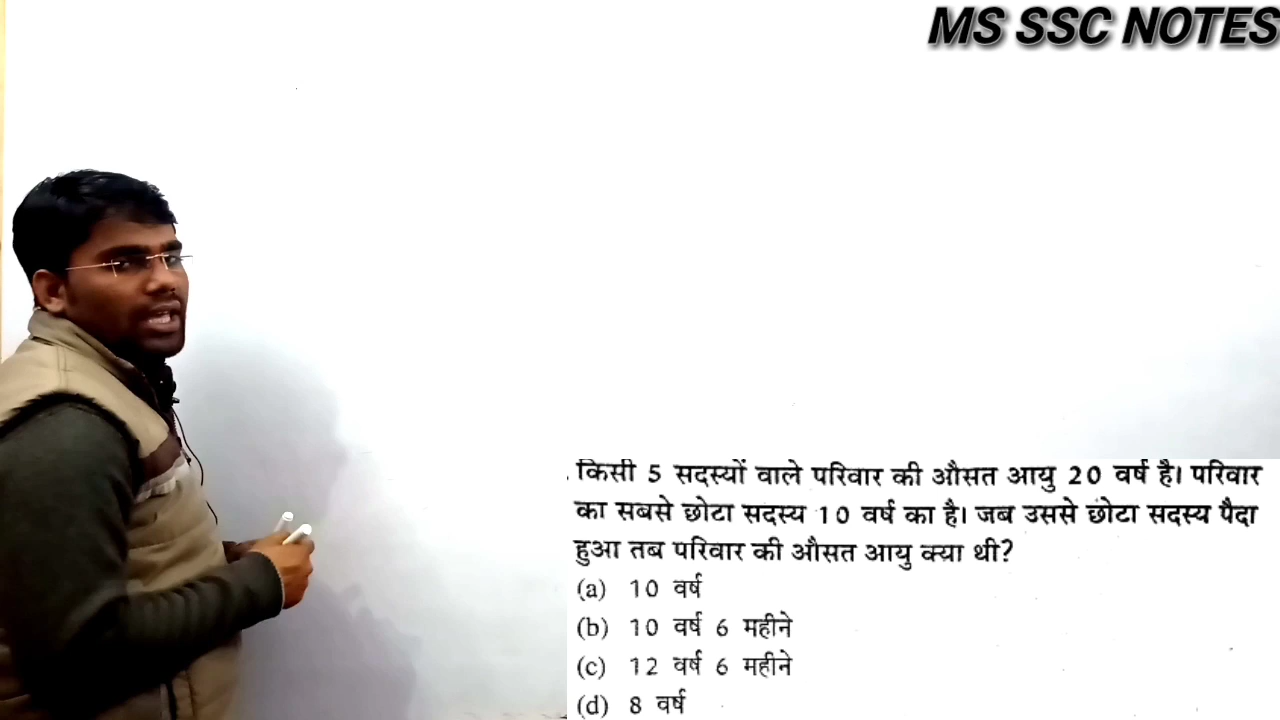 MS SSC NOTES
किसी 5 सदस्यों वाले परिवार की औसत आयु 20 वर्ष है। परिवार
का सबसे छोटा सदस्य 10 वर्ष का है। जब उससे छोटा सदस्य पैदा
हुआ तब परिवार की औसत आयु क्या थी?
(a) 10 वर्ष
(b) 10 वर्ष 6 महीने
(c) 12 वर्ष 6 महीने
(d) 8 वर्ष